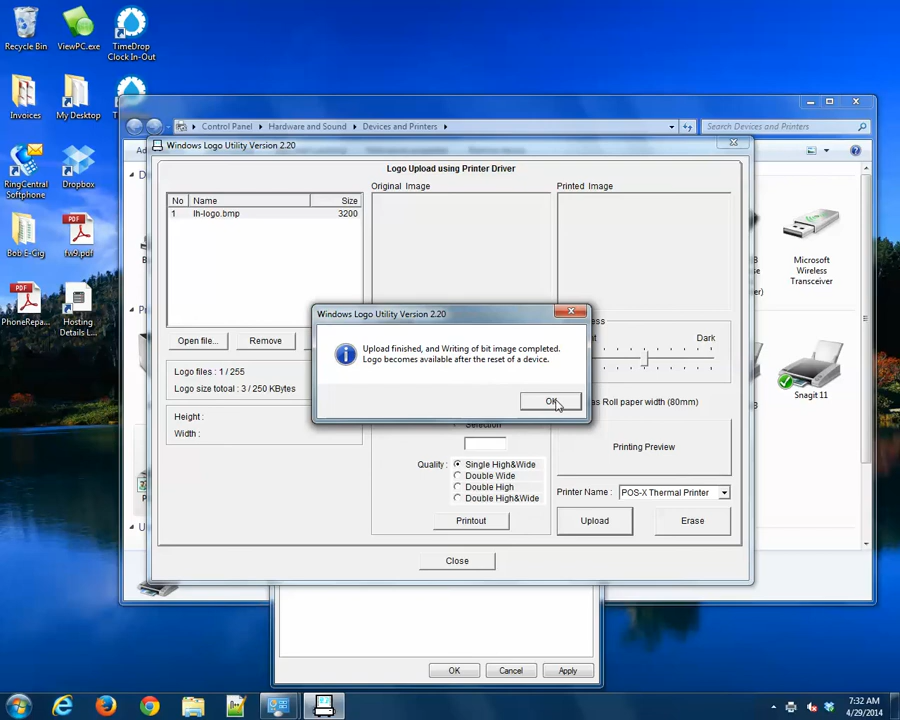 Recycle Bin
ViewPC.exe
TimeDrop
Clock In-Out
Invoices
My Desktop
RingCentral
Softphone
Dropbox
Bob E-Cig
fw9.pdf
PhoneRepa...
Hosting
Details L...
Control Panel
Hardware and Sound
Devices and Printers
Search Devices and Printers
Windows Logo Utility Version 2.20
Logo Upload using Printer Driver
No Name Size
1 lh-logo.bmp 3200
Original Image
Printed Image
Open file...
Remove
Logo files : 1 / 255
Logo size totoal : 3 / 250 KBytes
Height :
Width :
Windows Logo Utility Version 2.20
Upload finished, and Writing of bit image completed.
Logo becomes available after the reset of a device.
OK
Dark
as Roll paper width (80mm)
Selection
Quality : Single High&Wide
Double Wide
Double High
Double High&Wide
Printout
Printing Preview
Printer Name : POS-X Thermal Printer
Upload
Erase
Close
Microsoft
Wireless
Transceiver
Snagit 11
OK
Cancel
Apply
7:32 AM
4/29/2014